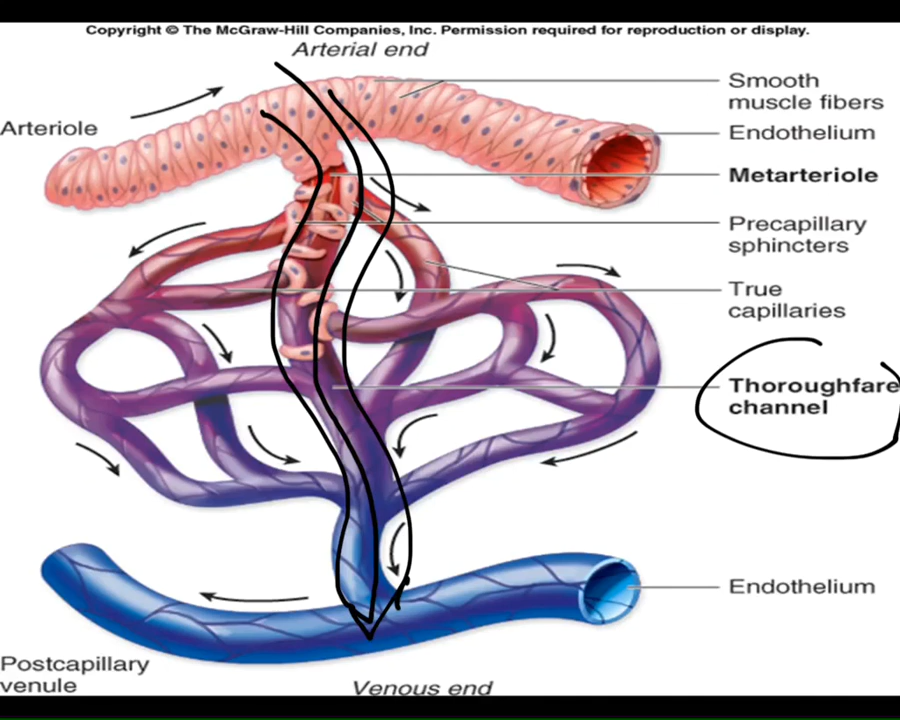 Copyright © The McGraw-Hill Companies, Inc. Permission required for reproduction or display.
Arterial end
Smooth
muscle fibers
Arteriole
Endothelium
Metarteriole
Precapillary
sphincters
True
capillaries
Thoroughfare
channel
Endothelium
Postcapillary
venule
Venous end